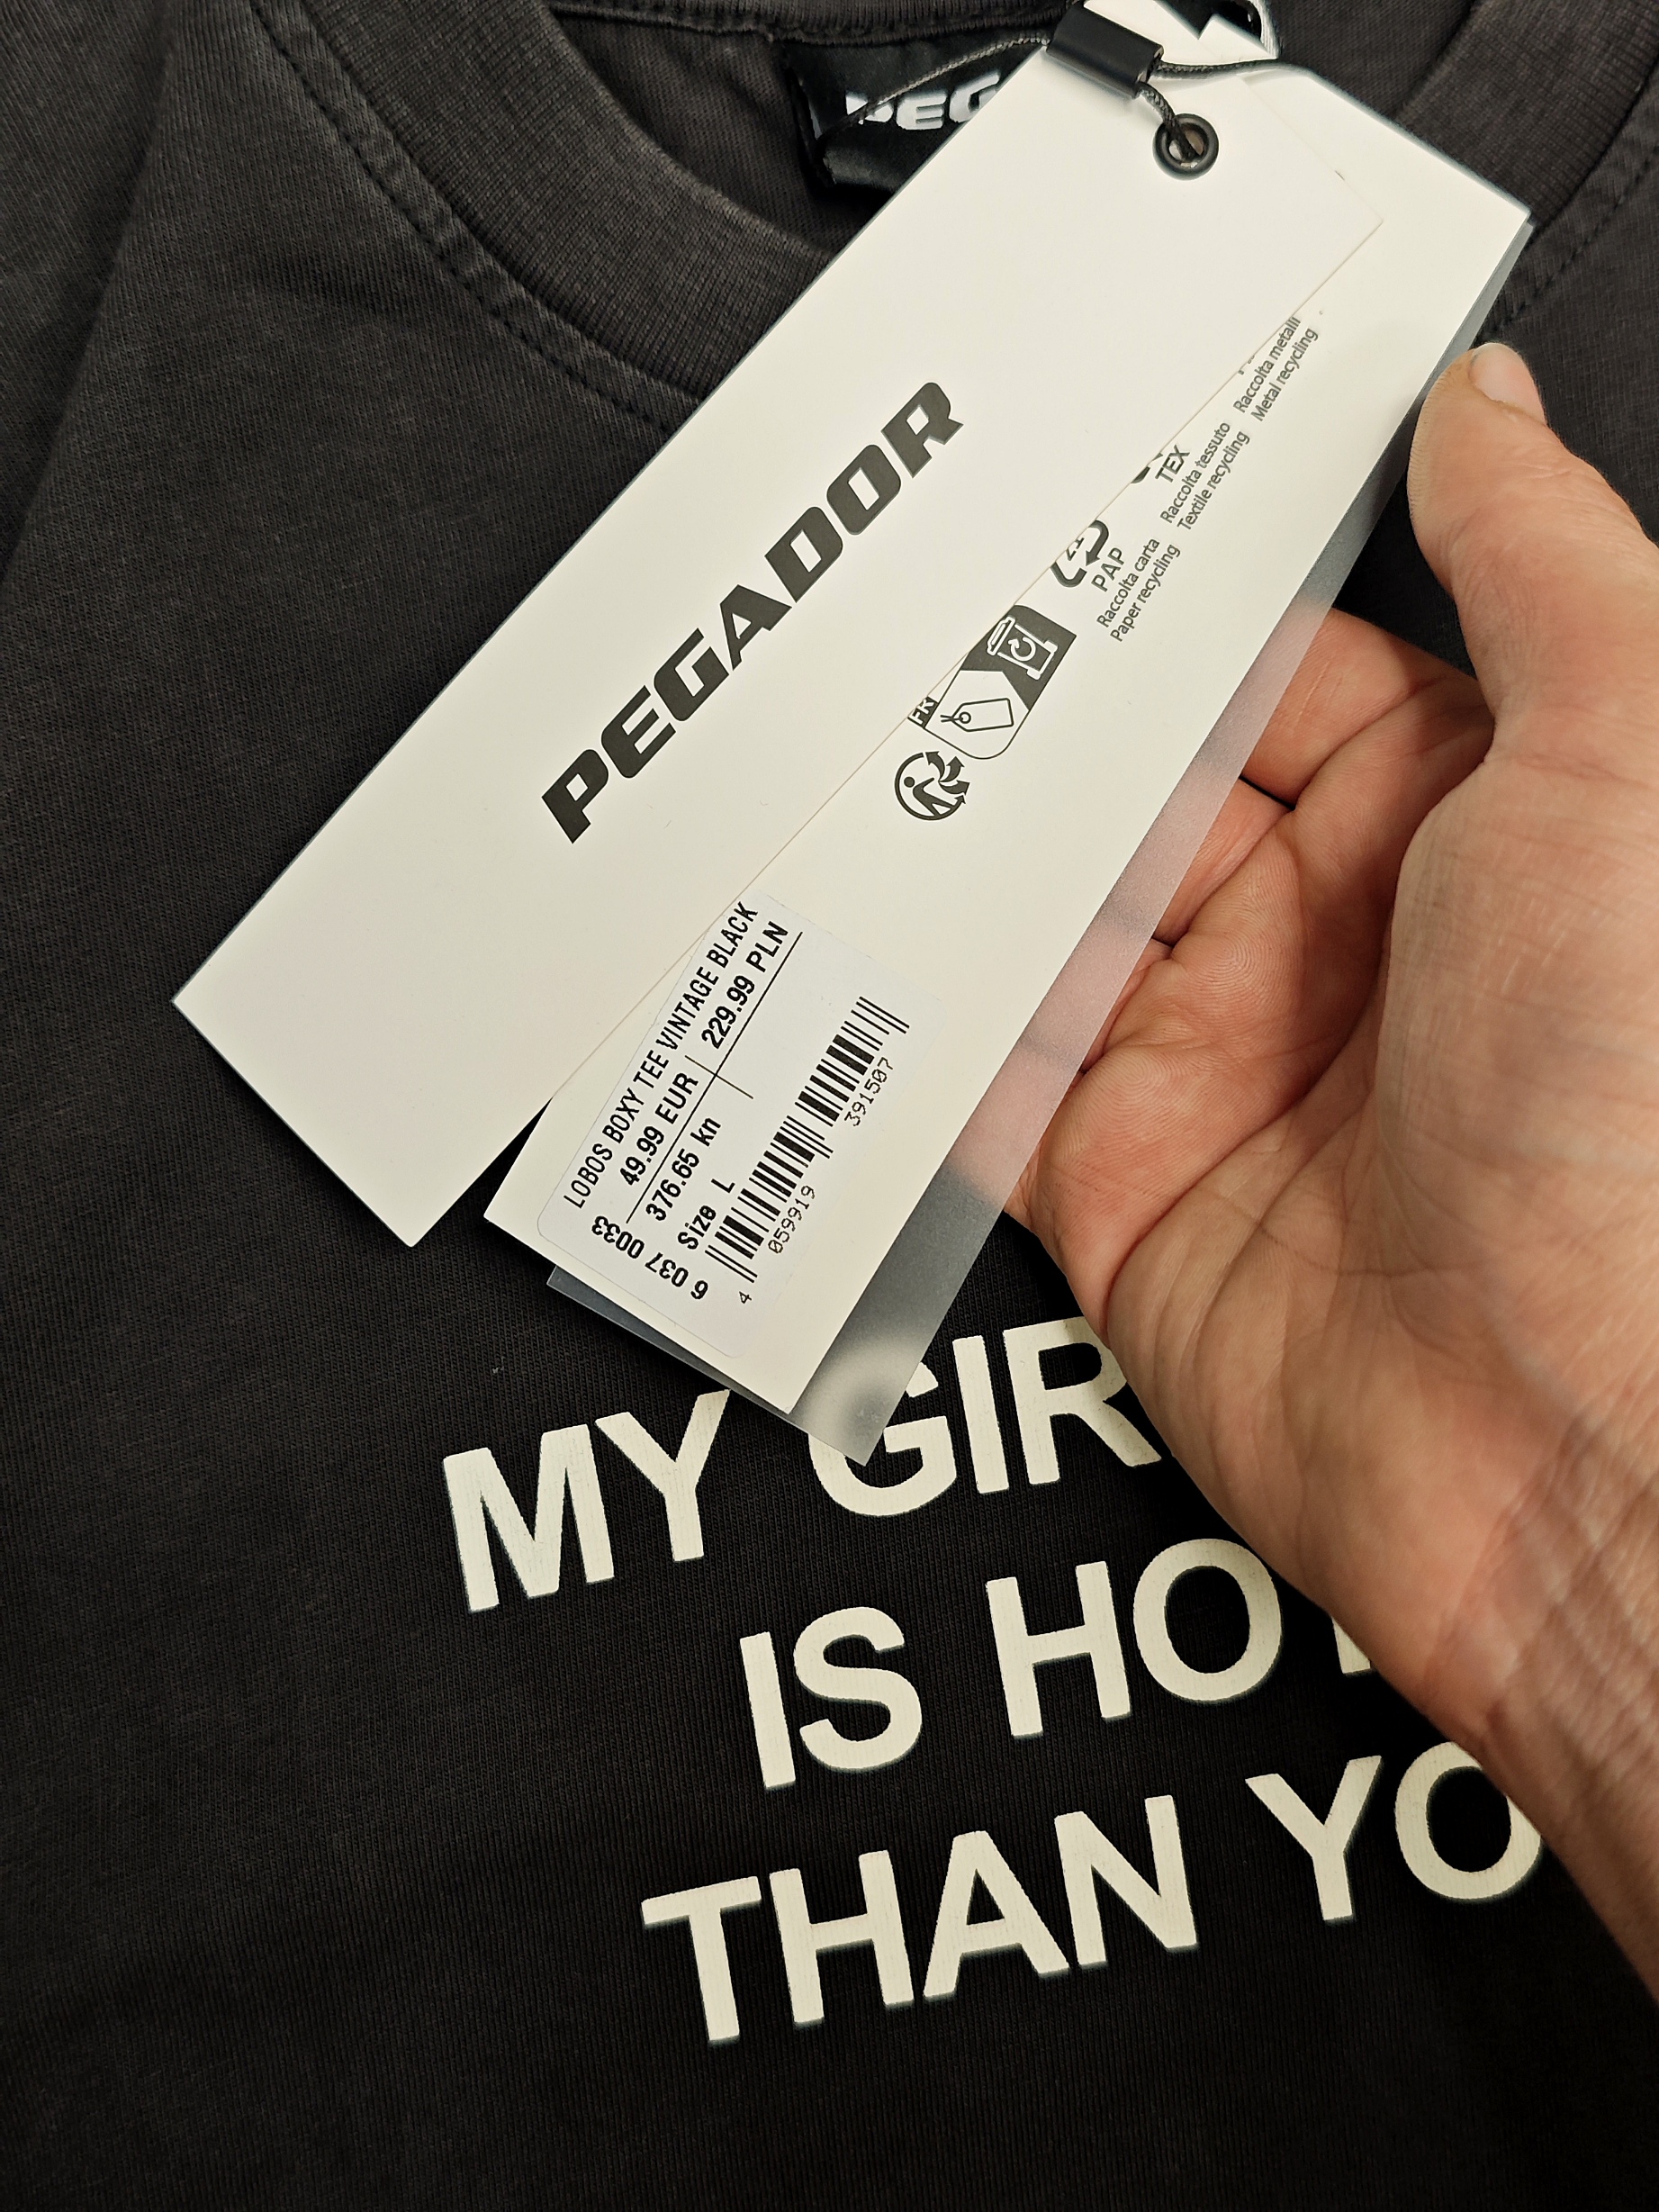 PEG
PEGADOR
Raccolta metalli
Metal recycling
TEX
Raccolta tessuto
Textile recycling
21
PAP
Raccolta carta
Paper recycling
FR
LOBOS BOXY TEE VINTAGE BLACK
49.99 EUR 229.99 PLN
376.65 kn
Size L
6 037 0033
4 059919 391507
MY GIR
IS HOT
THAN YO